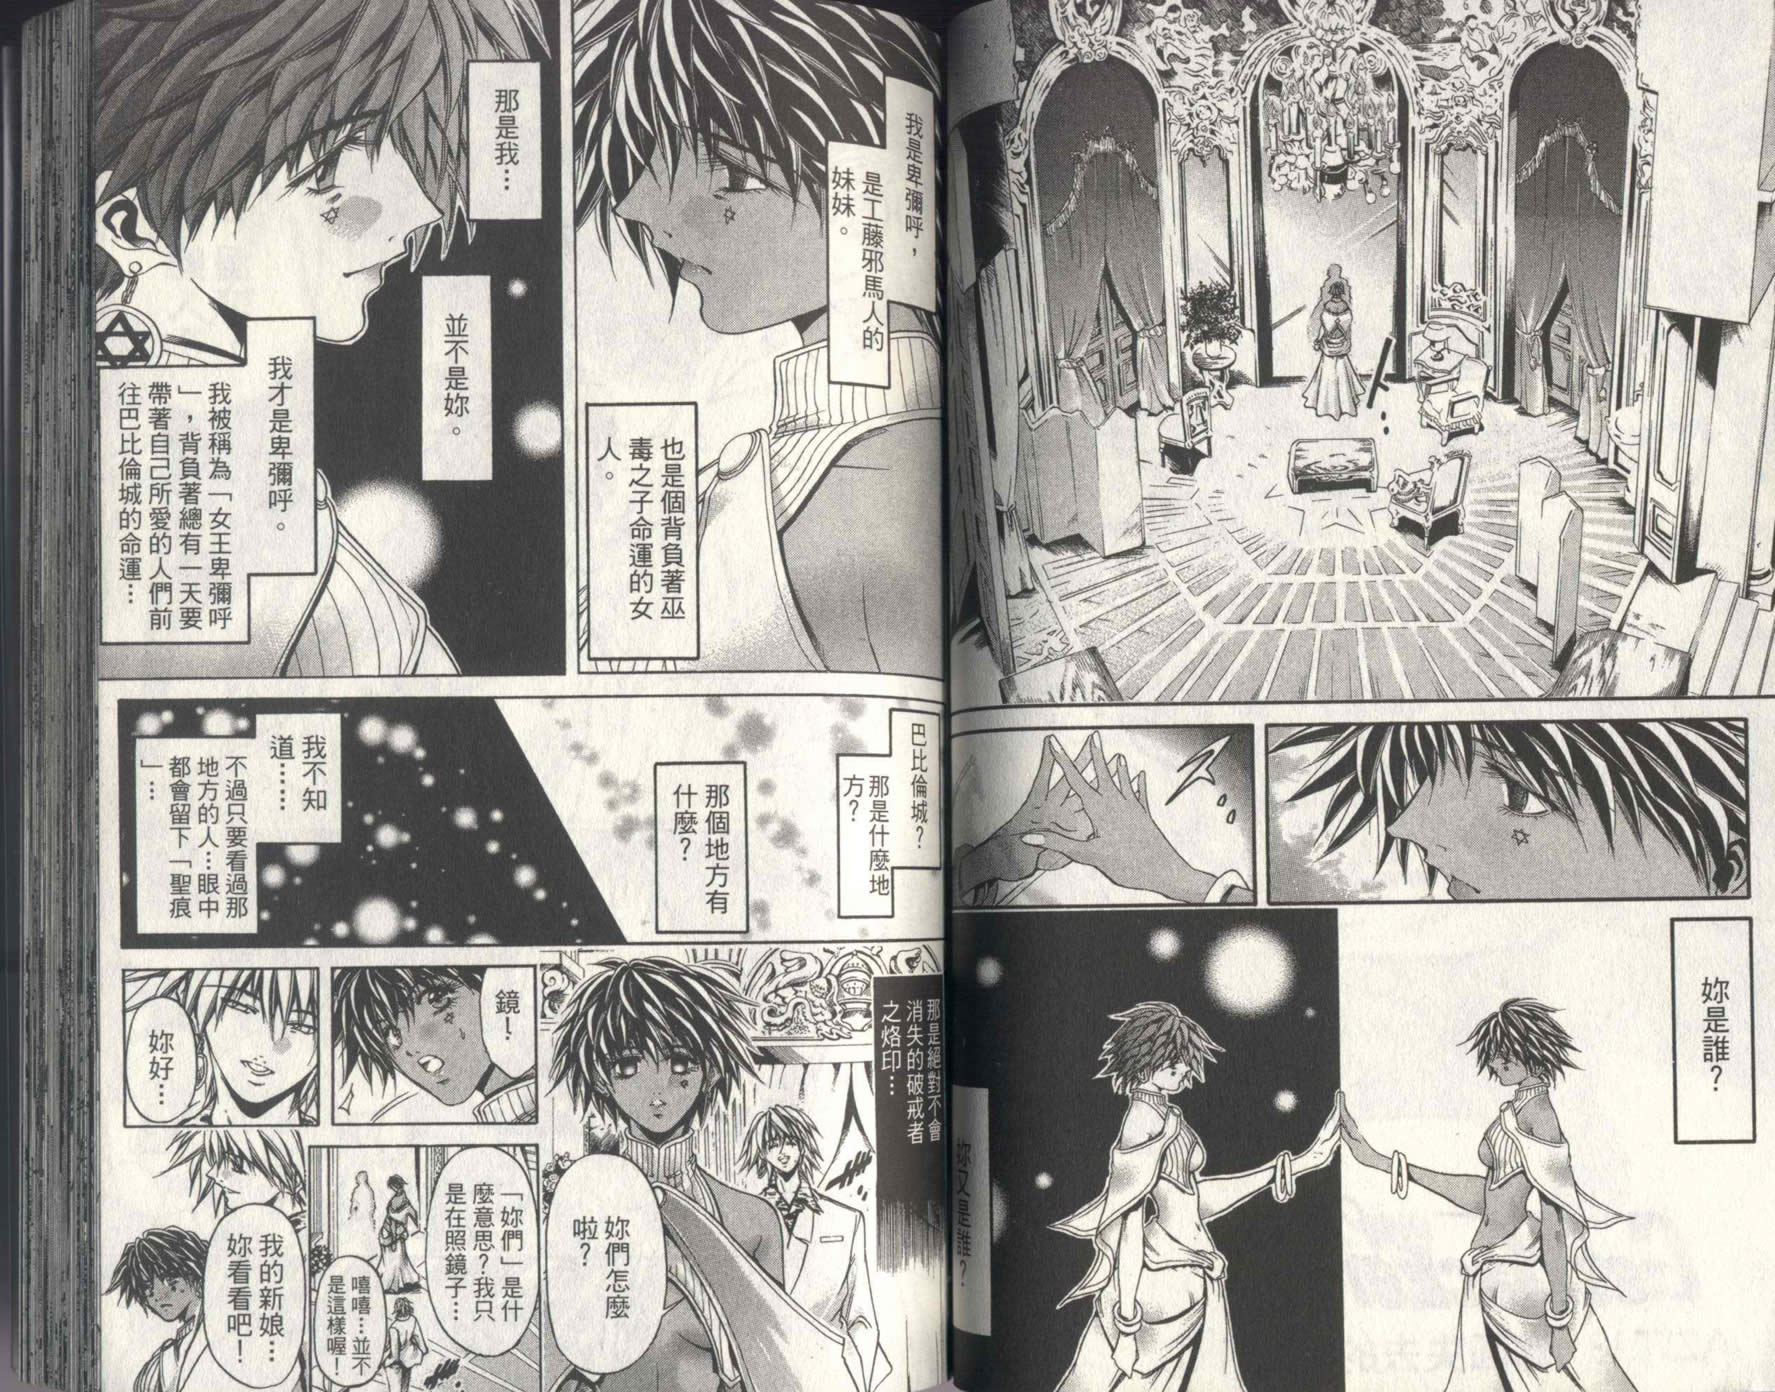 妳是誰?
妳又是誰?
我是卑彌呼，
是工藤邪馬人的
妹妹。
也是個背負著巫
毒之子命運的女
人。
那是我…
並不是妳。
我才是卑彌呼。
我被稱為「女王卑彌呼
」，背負著總有一天要
帶著自己所愛的人們前
往巴比倫城的命運…
巴比倫城?
那是什麼地
方?
那個地方有
什麼?
我不知
道……
不過只要看過那
地方的人…眼中
都會留下「聖痕
」…
那是絕對不會
消失的破戒者
之烙印…
妳們怎麼
啦?
鏡!
妳好…
「妳們」是什
麼意思?我只
是在照鏡子…
嘻嘻…並不
是這樣喔!
我的新娘…
妳看看吧!